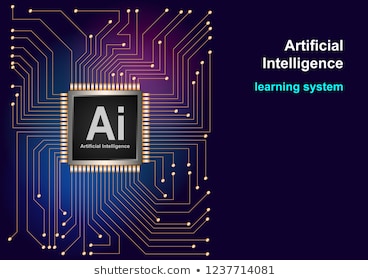 Artificial
Intelligence
learning system
Ai
Artificial Intelligence
shutterstock.com • 1237714081